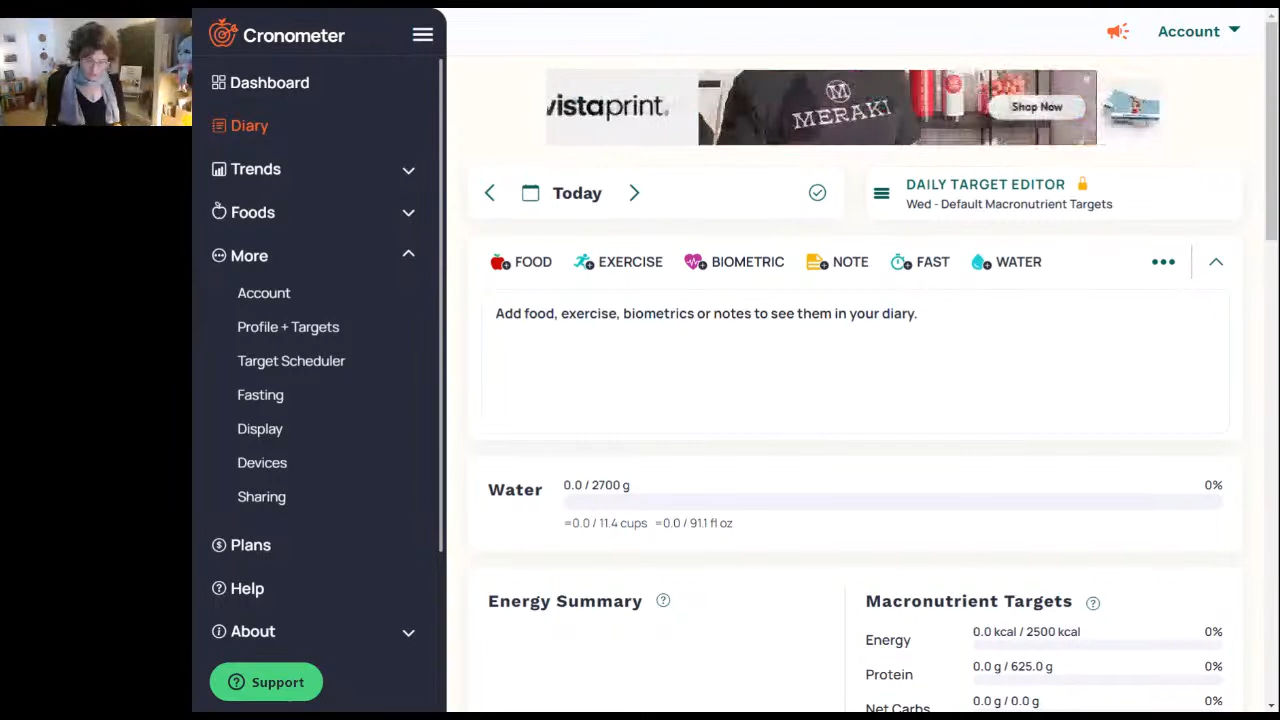 Cronometer
Dashboard
Diary
Trends
Foods
More
Account
Profile + Targets
Target Scheduler
Fasting
Display
Devices
Sharing
Plans
Help
About
Support
Account
vistaprint.
M
MERAKI
Shop Now
Today
DAILY TARGET EDITOR
Wed - Default Macronutrient Targets
FOOD EXERCISE BIOMETRIC NOTE FAST WATER
Add food, exercise, biometrics or notes to see them in your diary.
Water 0.0 / 2700 g 0%
=0.0 / 11.4 cups =0.0 / 91.1 fl oz
Energy Summary
Macronutrient Targets
Energy 0.0 kcal / 2500 kcal 0%
Protein 0.0 g / 625.0 g 0%
Net Carbs 0.0 g / 0.0 g 0%